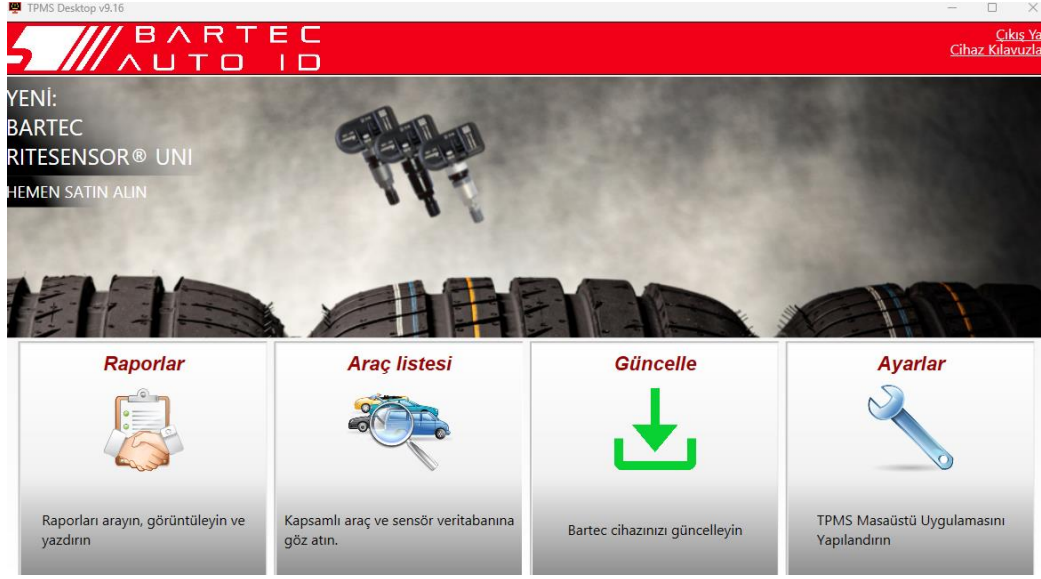 TPMS Desktop v9.16
BARTEC
AUTO ID
Çıkış Ya
Cihaz Kılavuzla
YENİ:
BARTEC
RITESENSOR® UNI
HEMEN SATIN ALIN
Raporlar
Raporları arayın, görüntüleyin ve
yazdırın
Araç listesi
Kapsamlı araç ve sensör veritabanına
göz atın.
Güncelle
Bartec cihazınızı güncelleyin
Ayarlar
TPMS Masaüstü Uygulamasını
Yapılandırın